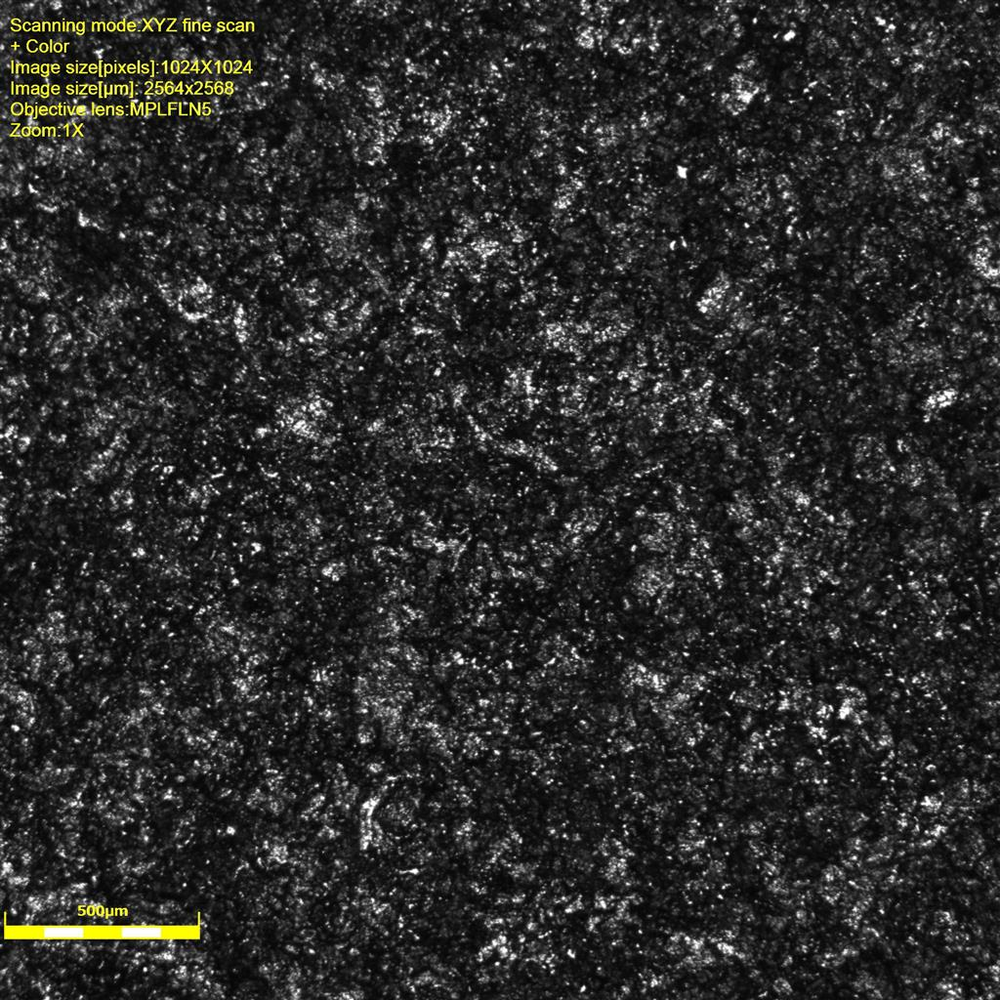 Scanning mode:XYZ fine scan
+ Color
Image size[pixels]:1024X1024
Image size[µm]: 2564x2568
Objective lens:MPLFLN5
Zoom:1X
500µm